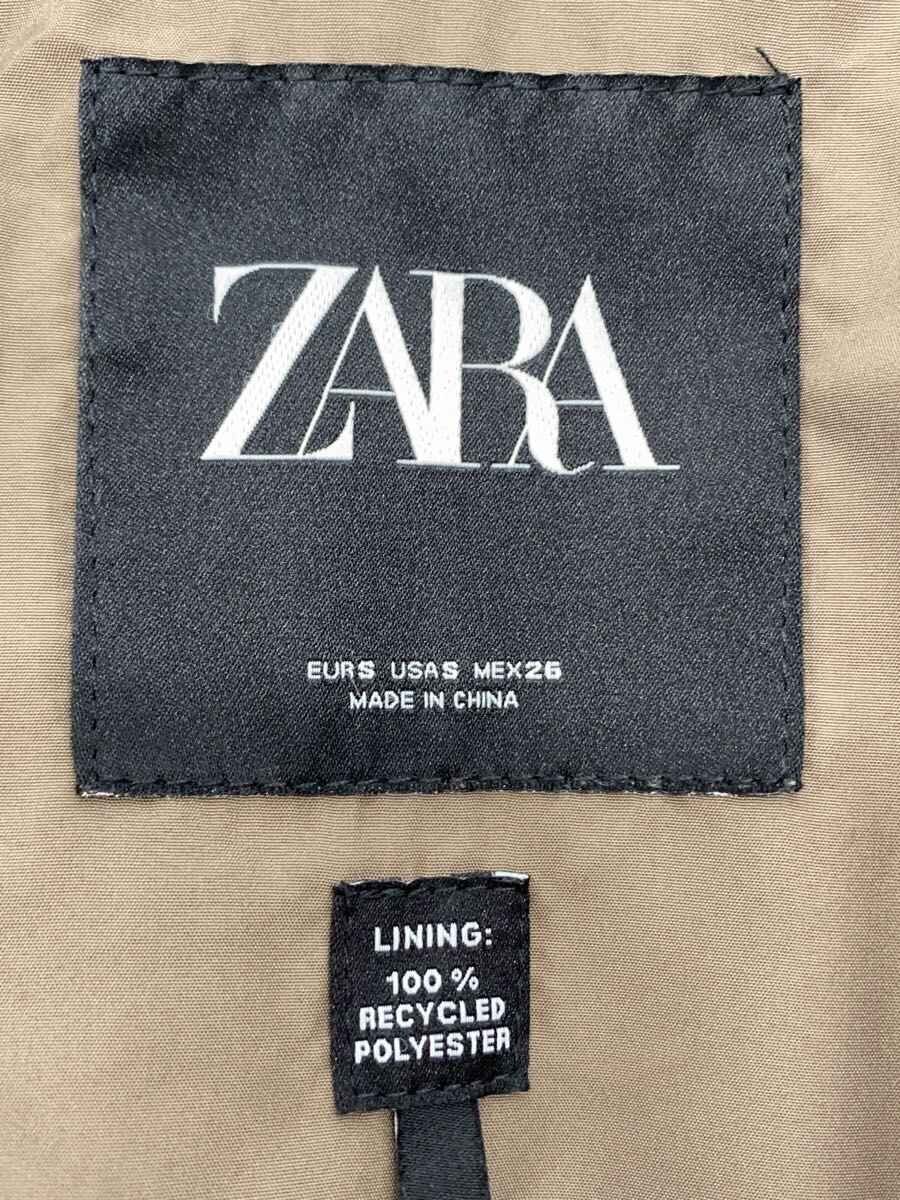 ZARA
EUR S USA S MEX 26
MADE IN CHINA
LINING:
100 %
RECYCLED
POLYESTER